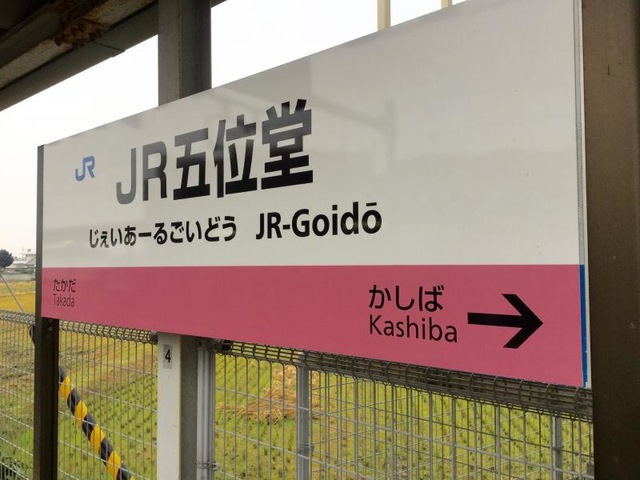 JR
JR五位堂
じぇいあーるごいどう JR-Goidō
たかだ
Takada
かしば
Kashiba
4